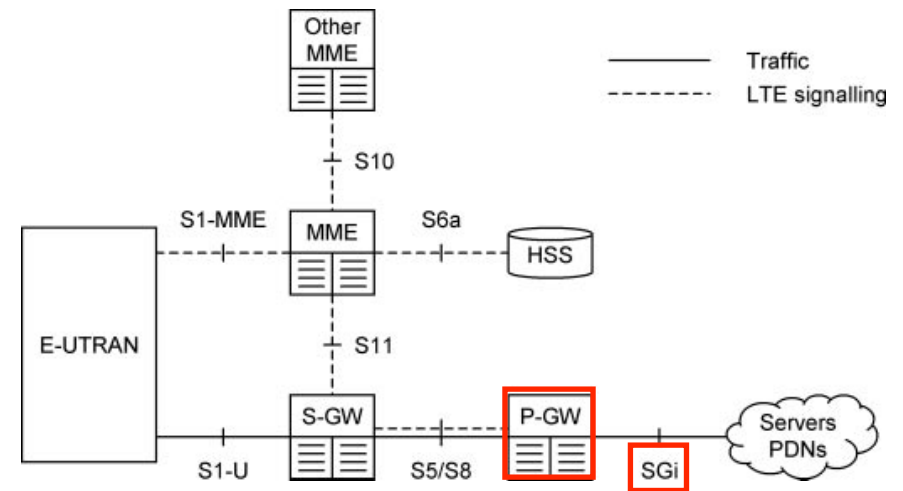 Other
MME
Traffic
LTE signalling
S10
S1-MME
MME
S6a
HSS
E-UTRAN
S11
S-GW
P-GW
Servers
PDNs
S1-U
S5/S8
SGi